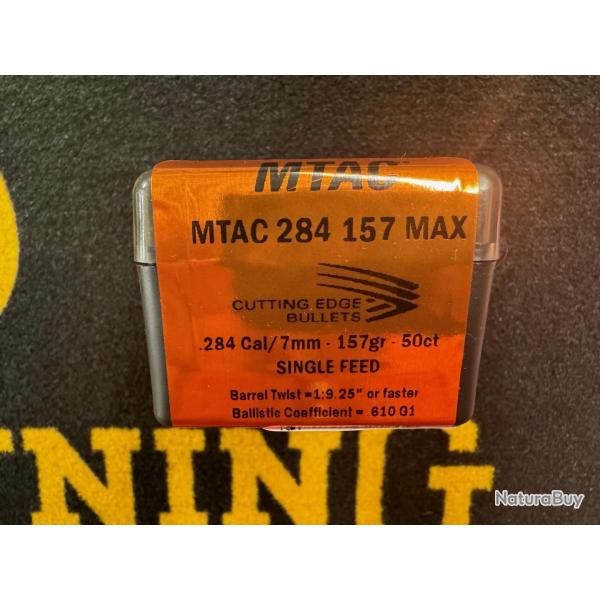 MTAC™
MTAC 284 157 MAX
CUTTING EDGE
BULLETS
.284 Cal/7mm - 157gr - 50ct
SINGLE FEED
Barrel Twist = 1:9.25" or faster
Ballistic Coefficient = .610 G1
NING
NaturaBuy